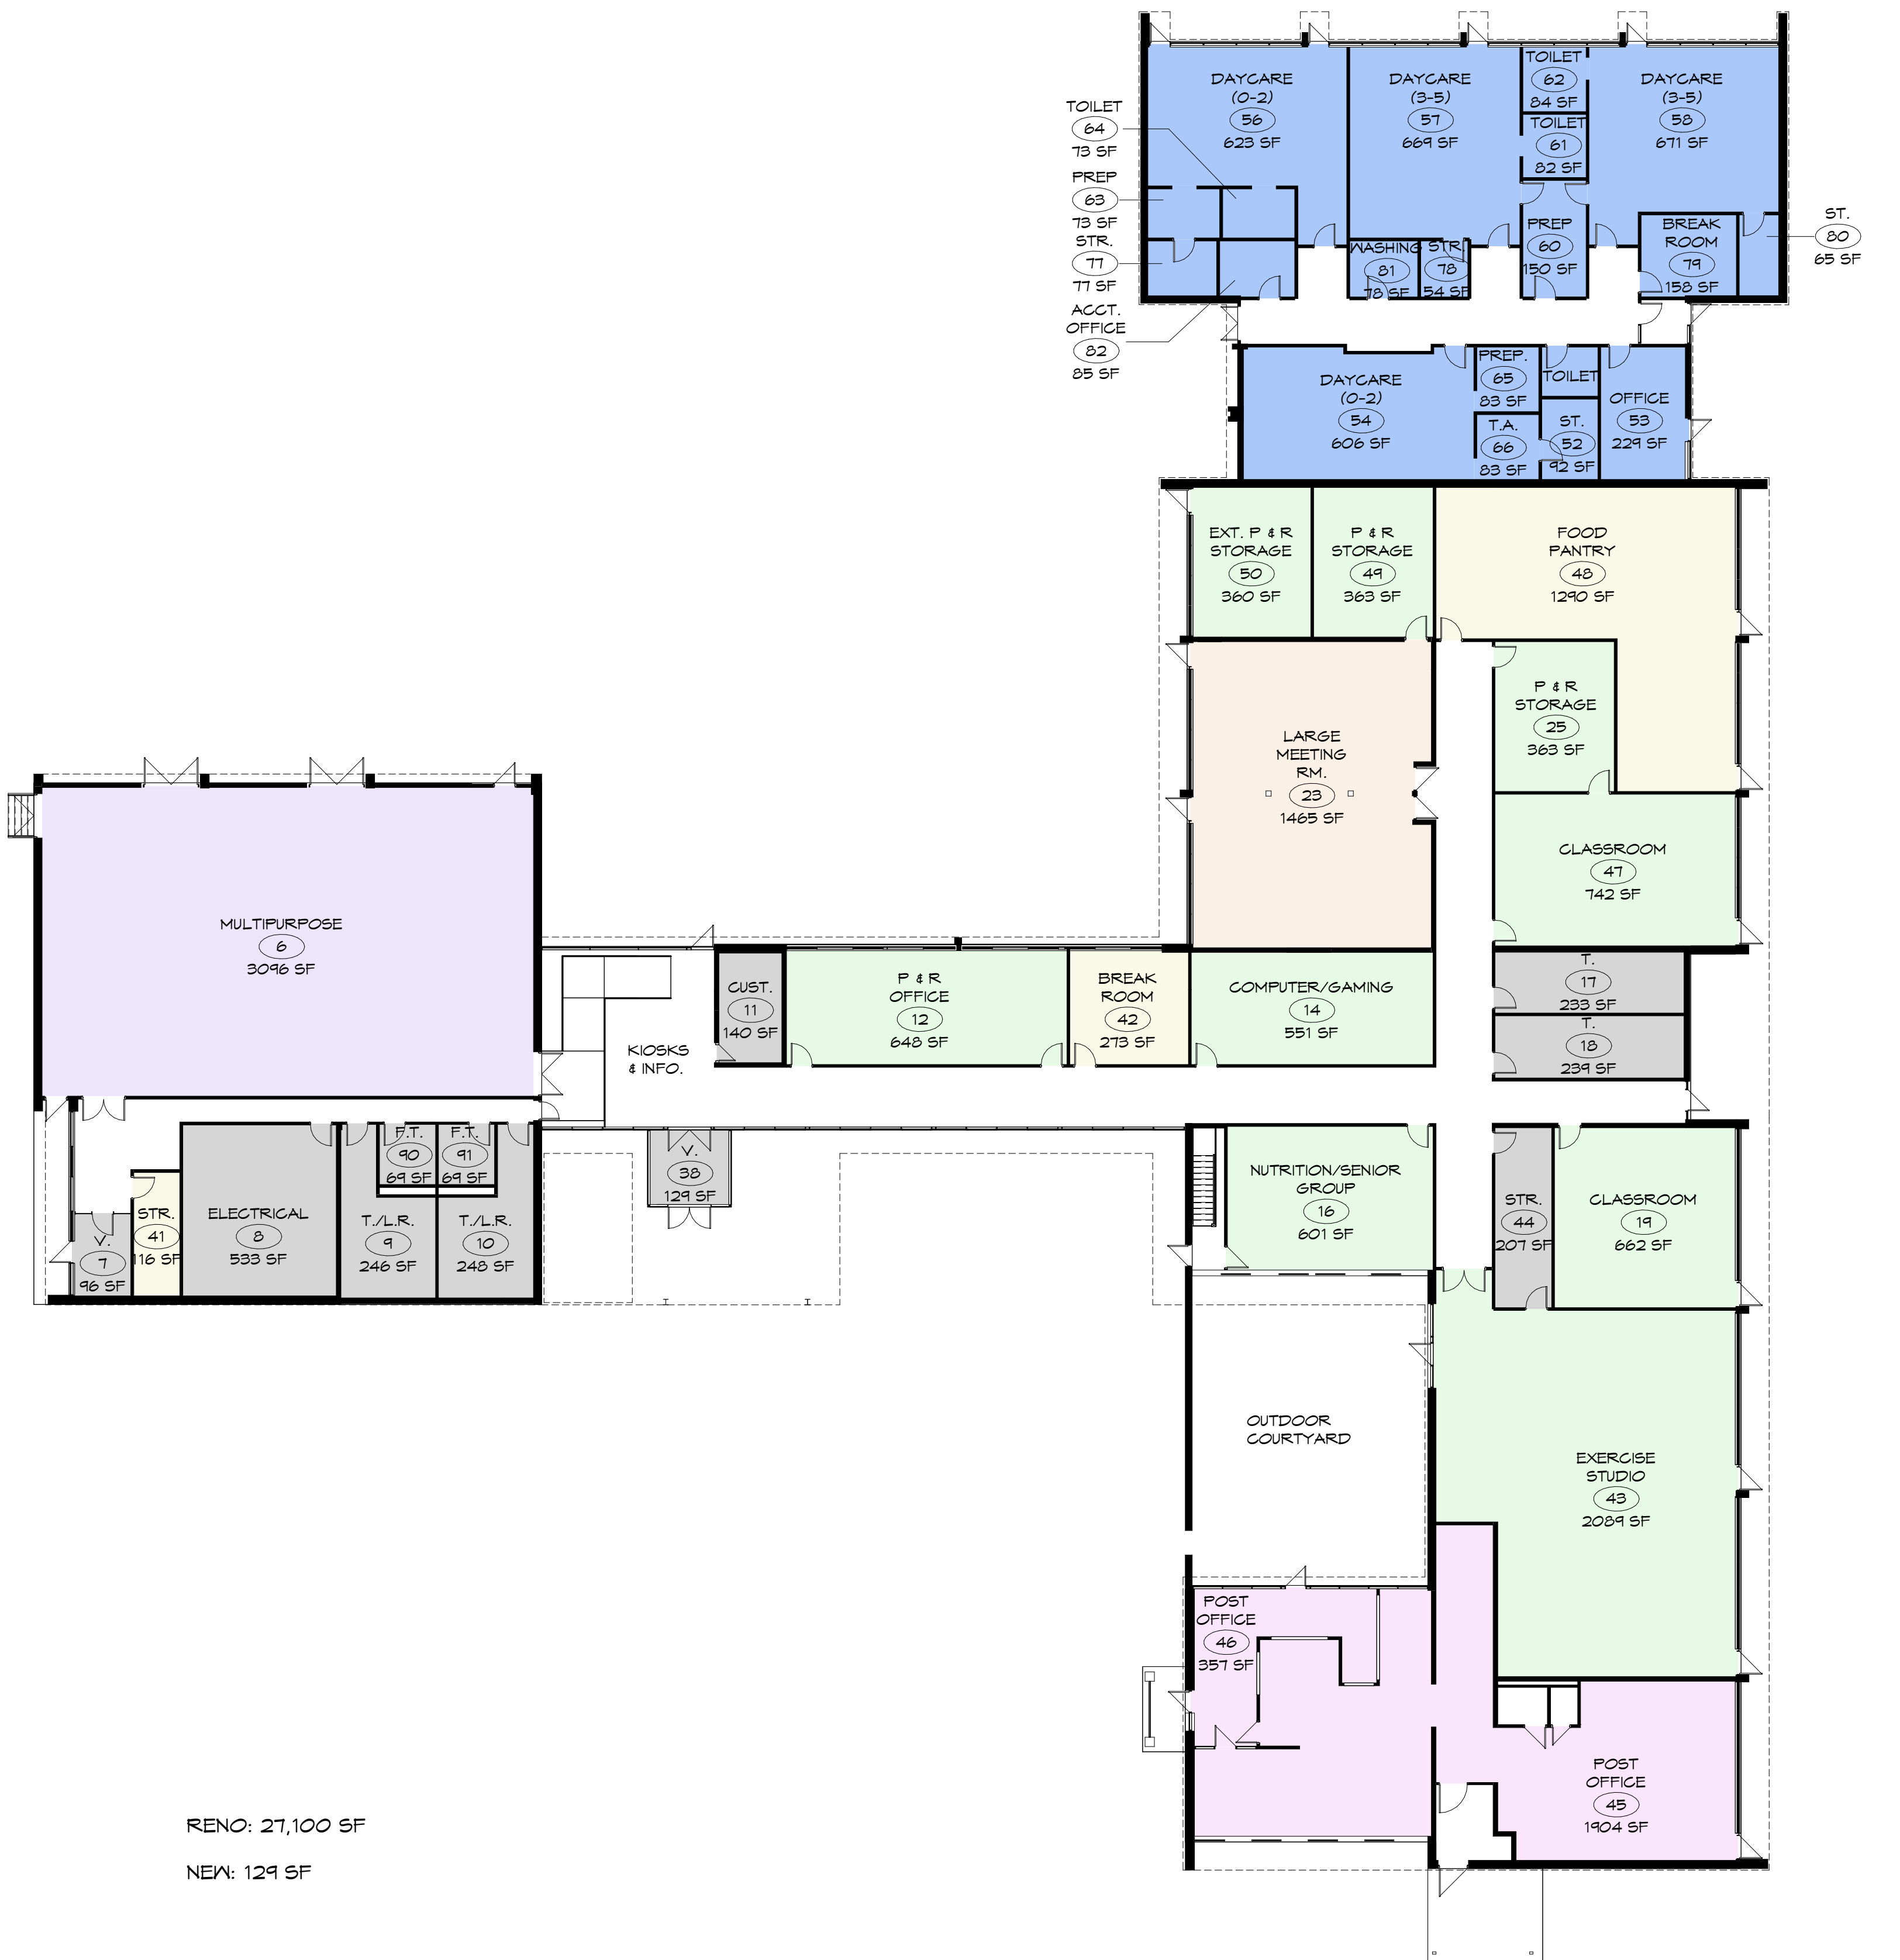 TOILET
64
73 SF
PREP
63
73 SF
STR.
77
77 SF
ACCT.
OFFICE
82
85 SF
DAYCARE
(0-2)
56
623 SF
DAYCARE
(3-5)
57
669 SF
TOILET
62
84 SF
TOILET
61
82 SF
DAYCARE
(3-5)
58
671 SF
WASHING
81
78 SF
STR.
78
54 SF
PREP
60
150 SF
BREAK
ROOM
79
158 SF
ST.
80
65 SF
DAYCARE
(0-2)
54
606 SF
PREP.
65
83 SF
T.A.
66
83 SF
TOILET
ST.
52
92 SF
OFFICE
53
229 SF
EXT. P & R
STORAGE
50
360 SF
P & R
STORAGE
49
363 SF
FOOD
PANTRY
48
1290 SF
P & R
STORAGE
25
363 SF
LARGE
MEETING
RM.
23
1465 SF
CLASSROOM
47
742 SF
MULTIPURPOSE
6
3096 SF
KIOSKS
& INFO.
CUST.
11
140 SF
P & R
OFFICE
12
648 SF
BREAK
ROOM
42
273 SF
COMPUTER/GAMING
14
551 SF
T.
17
233 SF
T.
18
239 SF
V.
7
96 SF
STR.
41
116 SF
ELECTRICAL
8
533 SF
F.T.
90
69 SF
F.T.
91
69 SF
T./L.R.
9
246 SF
T./L.R.
10
248 SF
V.
38
129 SF
NUTRITION/SENIOR
GROUP
16
601 SF
STR.
44
207 SF
CLASSROOM
19
662 SF
OUTDOOR
COURTYARD
EXERCISE
STUDIO
43
2089 SF
POST
OFFICE
46
357 SF
POST
OFFICE
45
1904 SF
RENO: 27,100 SF
NEW: 129 SF